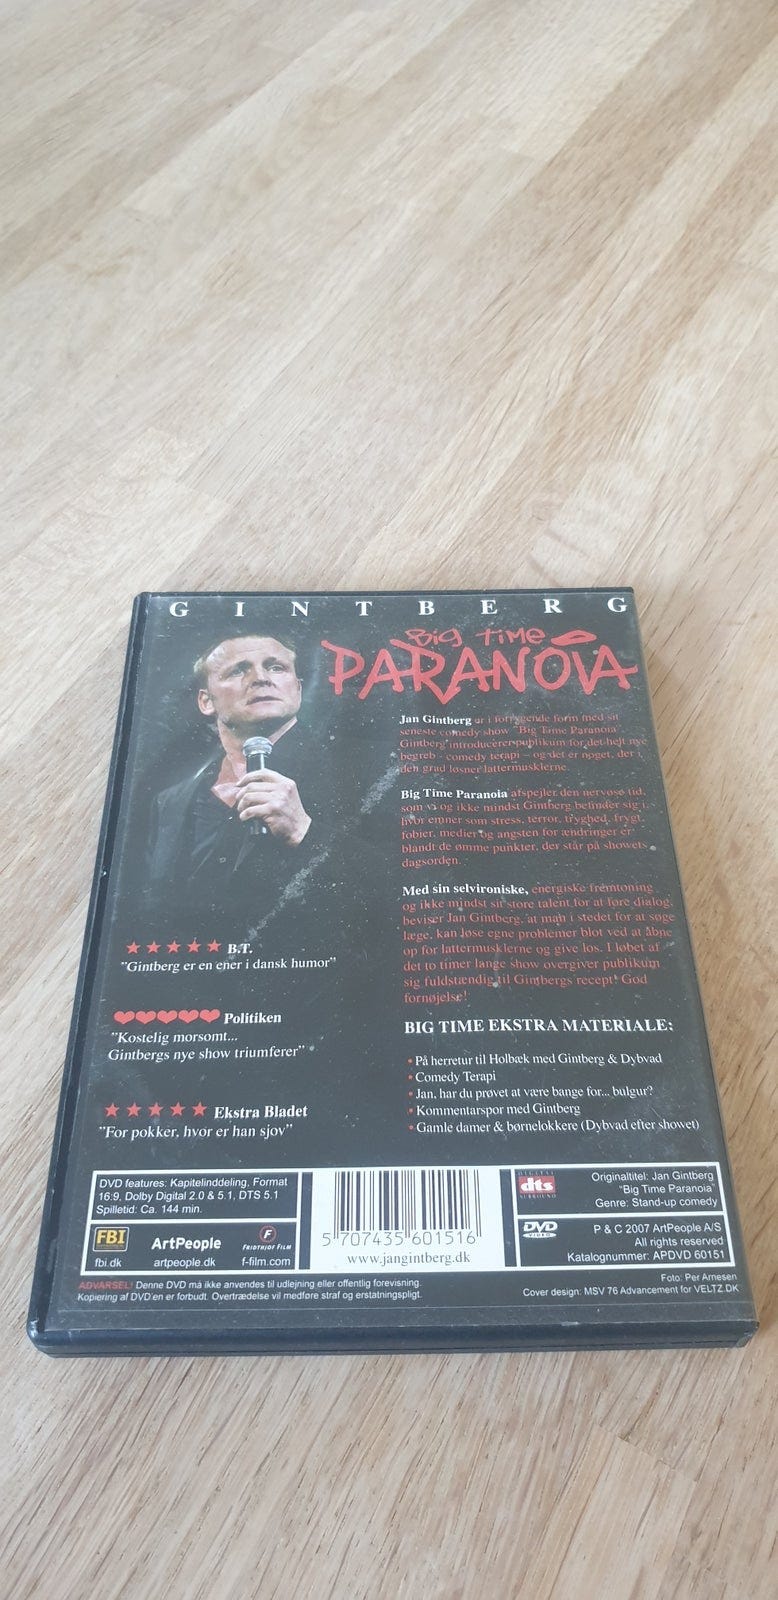 GINTBERG
Big Time
PARANOIA
Jan Gintberg er i forrygende form med sit
seneste comedy show "Big Time Paranoia".
Gintberg introducerer publikum for det helt nye
begreb - comedy terapi – og det er noget, der i
den grad løsner lattermusklerne.
Big Time Paranoia afspejler den nervøse tid,
som vi og ikke mindst Gintberg befinder sig i,
hvor emner som stress, terror, tryghed, frygt,
fobier, medier og angsten for ændringer er
blandt de ømme punkter, der står på showets
dagsorden.
Med sin selvironiske, energiske fremtoning
og ikke mindst sit store talent for at føre dialog,
beviser Jan Gintberg, at man i stedet for at søge
læge, kan løse egne problemer blot ved at åbne
op for lattermusklerne og give los. I løbet af
det to timer lange show overgiver publikum
sig fuldstændig til Gintbergs recept! God
fornøjelse!
★★★★★ B.T.
"Gintberg er en ener i dansk humor"
❤❤❤❤❤ Politiken
"Kostelig morsomt...
Gintbergs nye show triumferer"
★★★★★ Ekstra Bladet
"For pokker, hvor er han sjov"
BIG TIME EKSTRA MATERIALE:
• På herretur til Holbæk med Gintberg & Dybvad
• Comedy Terapi
• Jan, har du prøvet at være bange for... bulgur?
• Kommentarspor med Gintberg
• Gamle damer & børnelokkere (Dybvad efter showet)
DVD features: Kapitelinddeling, Format
16:9, Dolby Digital 2.0 & 5.1, DTS 5.1
Spilletid: Ca. 144 min.
FBI
fbi.dk
ArtPeople
artpeople.dk
F
FRIDTHJOF FILM
f-film.com
5 707435 601516
www.jangintberg.dk
DIGITAL
dts
SURROUND
Originaltitel: Jan Gintberg
"Big Time Paranoia"
Genre: Stand-up comedy
DVD
VIDEO
P & C 2007 ArtPeople A/S
All rights reserved
Katalognummer: APDVD 60151
ADVARSEL! Denne DVD må ikke anvendes til udlejning eller offentlig forevisning.
Kopiering af DVD'en er forbudt. Overtrædelse vil medføre straf og erstatningspligt.
Foto: Per Arnesen
Cover design: MSV 76 Advancement for VELTZ.DK